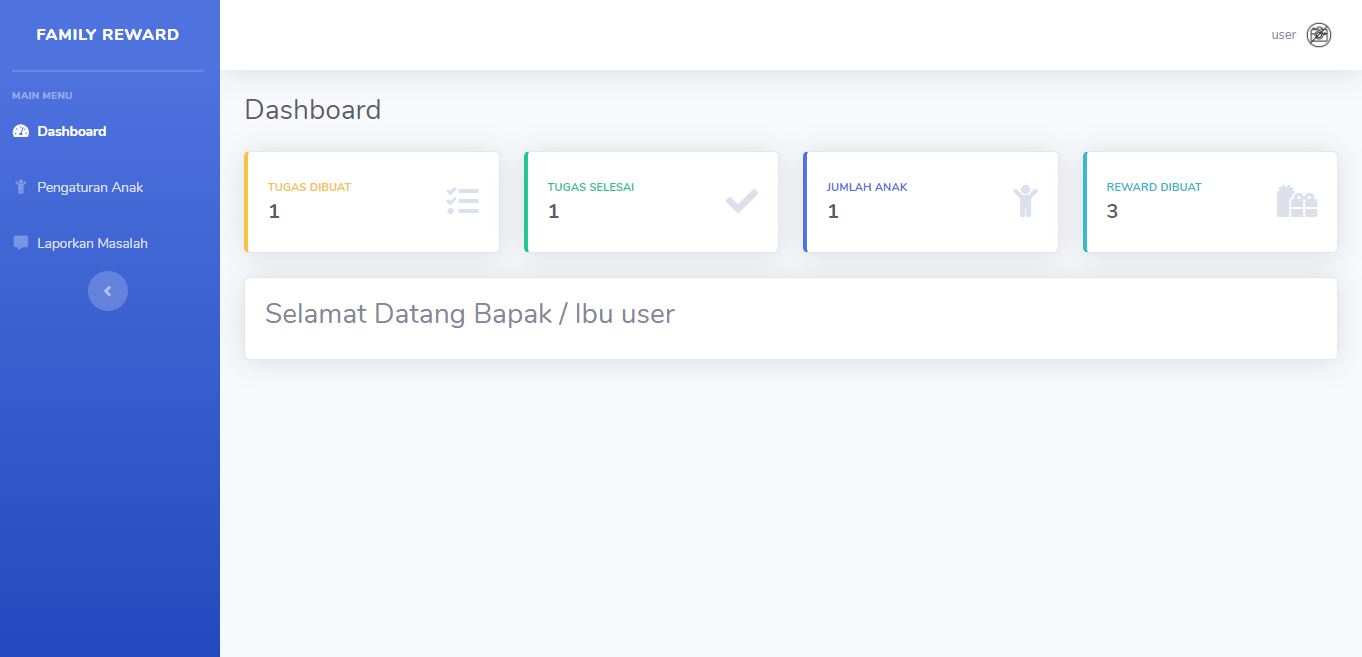 FAMILY REWARD
user
MAIN MENU
Dashboard
Pengaturan Anak
Laporkan Masalah
Dashboard
TUGAS DIBUAT
1
TUGAS SELESAI
1
JUMLAH ANAK
1
REWARD DIBUAT
3
Selamat Datang Bapak / Ibu user